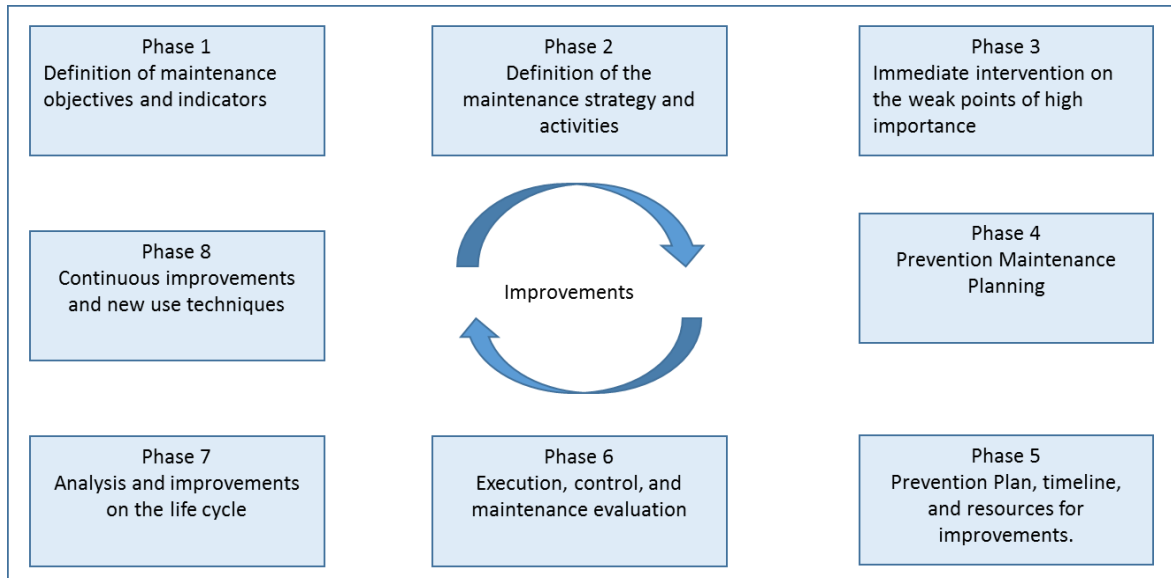 Phase 1
Definition of maintenance
objectives and indicators
Phase 2
Definition of the
maintenance strategy and
activities
Phase 3
Immediate intervention on
the weak points of high
importance
Phase 8
Continuous improvements
and new use techniques
Improvements
Phase 4
Prevention Maintenance
Planning
Phase 7
Analysis and improvements
on the life cycle
Phase 6
Execution, control, and
maintenance evaluation
Phase 5
Prevention Plan, timeline,
and resources for
improvements.